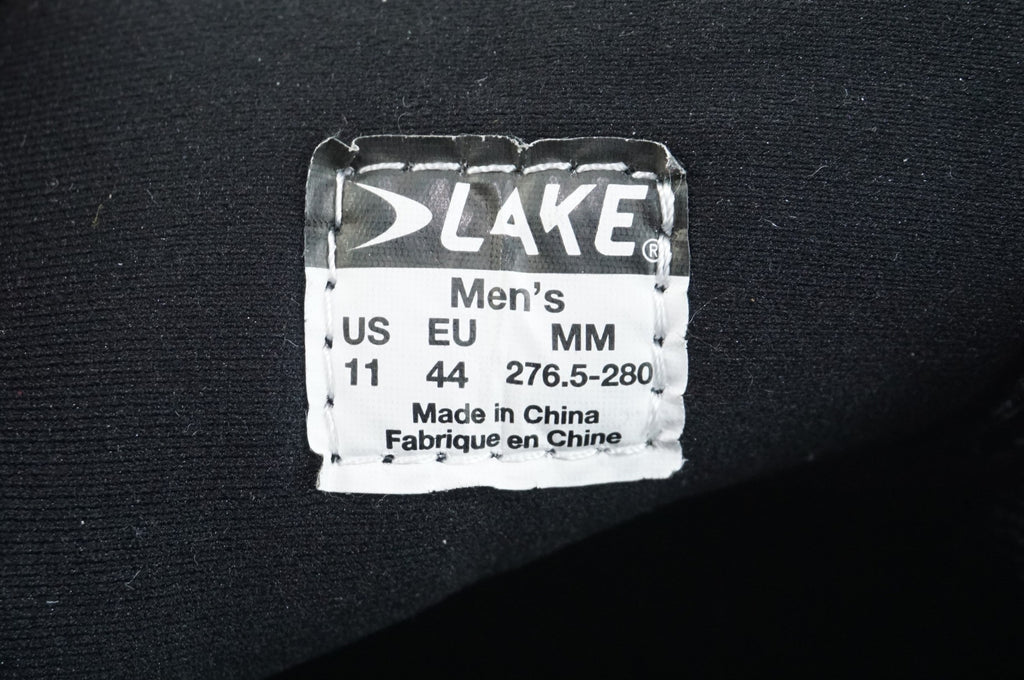 LAKE®
Men's
US EU MM
11 44 276.5-280
Made in China
Fabrique en Chine